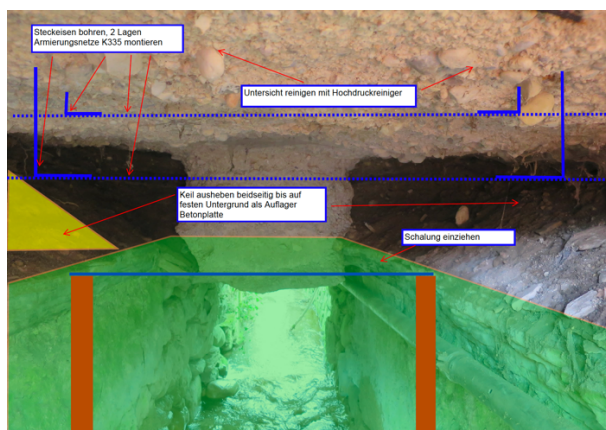 Steckeisen bohren, 2 Lagen
Armierungsnetze K335 montieren
Untersicht reinigen mit Hochdruckreiniger
Keil ausheben beidseitig bis auf
festen Untergrund als Auflager
Betonplatte
Schalung einziehen